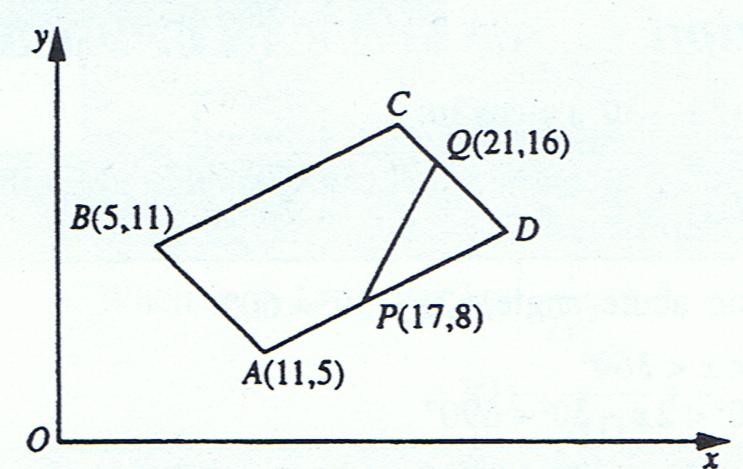 y
C
Q(21,16)
B(5,11)
D
P(17,8)
A(11,5)
O
x